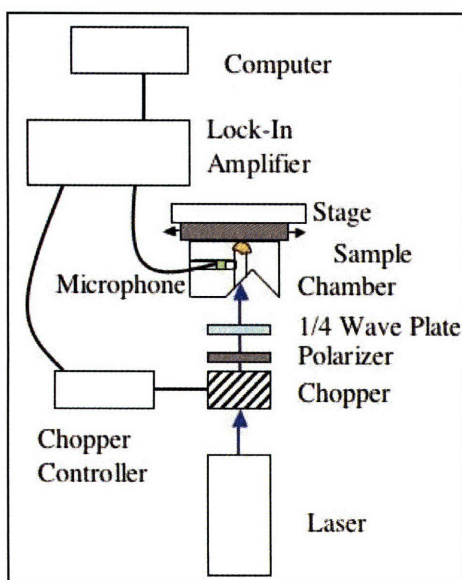 Computer
Lock-In
Amplifier
Stage
Sample
Microphone
Chamber
1/4 Wave Plate
Polarizer
Chopper
Chopper
Controller
Laser